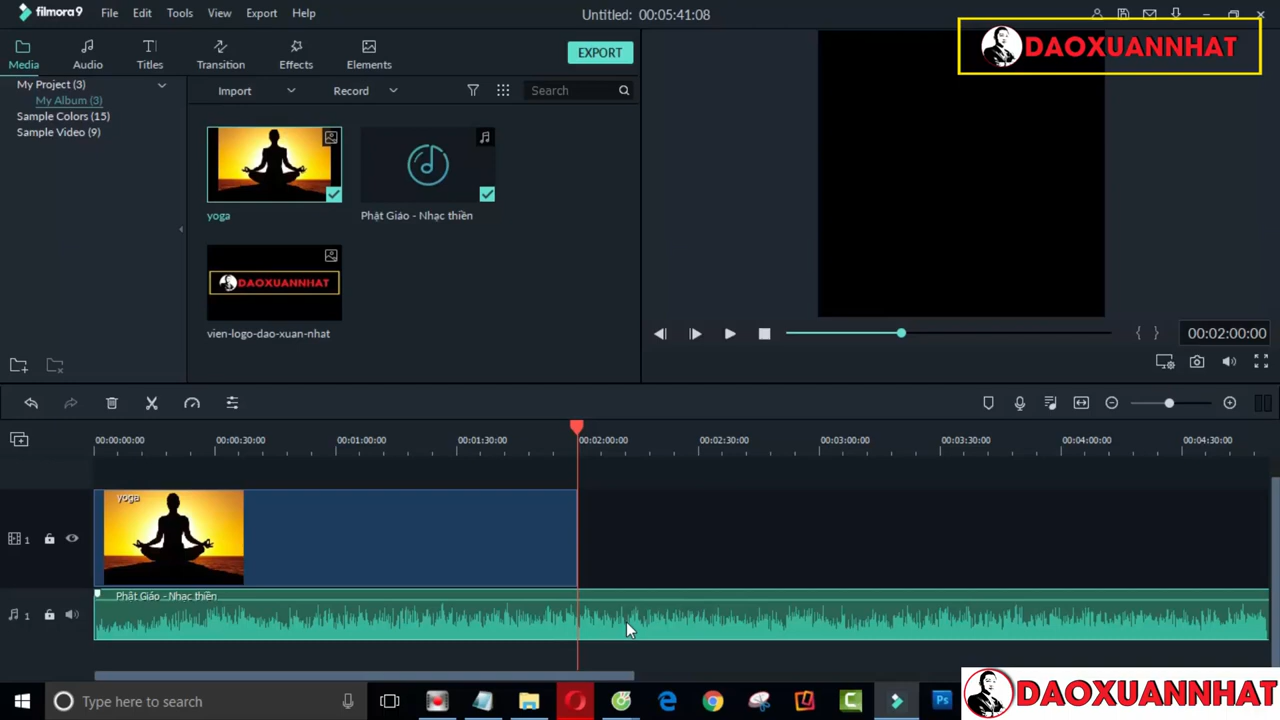 filmora9 File Edit Tools View Export Help
Untitled: 00:05:41:08
DAOXUANNHAT
Media Audio Titles Transition Effects Elements
EXPORT
My Project (3)
My Album (3)
Sample Colors (15)
Sample Video (9)
Import Record Search
yoga
Phật Giáo - Nhạc thiền
DAOXUANNHAT
vien-logo-dao-xuan-nhat
00:02:00:00
00:00:00:00 00:00:30:00 00:01:00:00 00:01:30:00 00:02:00:00 00:02:30:00 00:03:00:00 00:03:30:00 00:04:00:00 00:04:30:00
yoga
1
Phật Giáo - Nhạc thiền
1
Type here to search
Ps
DAOXUANNHAT